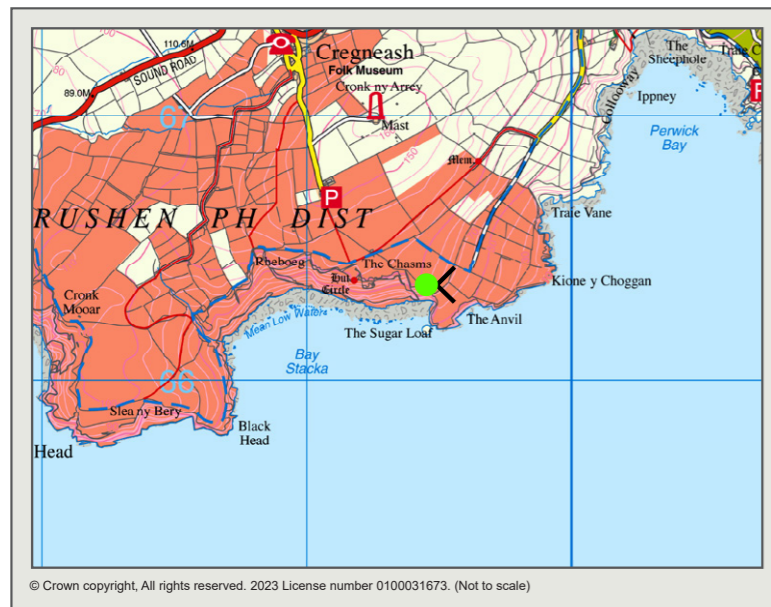 110.6M
SOUND ROAD
89.0M
Cregneash
Folk Museum
Cronk ny Arrey
Mast
67
150
Mem.
P
The
Sheephole
Ippney
Perwick
Bay
Traie Vane
RUSHEN PH DIST
Rheboeg
The Chasms
Hut
Circle
Kione y Choggan
Cronk
Mooar
Mean Low Water
The Sugar Loaf
The Anvil
Bay
Stacka
66
Slea ny Bery
Black
Head
Head
© Crown copyright, All rights reserved. 2023 License number 0100031673. (Not to scale)